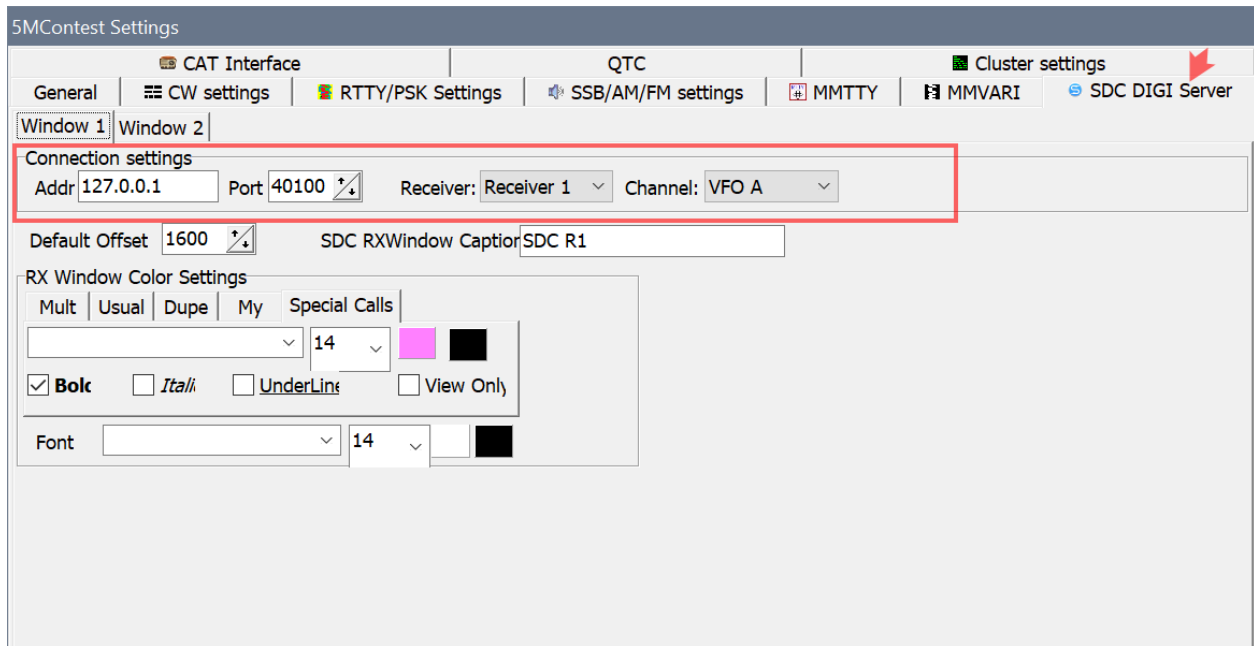 5MContest Settings
CAT Interface QTC Cluster settings
General CW settings RTTY/PSK Settings SSB/AM/FM settings MMTTY MMVARI SDC DIGI Server
Window 1 Window 2
Connection settings
Addr 127.0.0.1 Port 40100 Receiver: Receiver 1 Channel: VFO A
Default Offset 1600 SDC RXWindow Caption SDC R1
RX Window Color Settings
Mult Usual Dupe My Special Calls
14
Bold Itali UnderLine View Only
Font 14